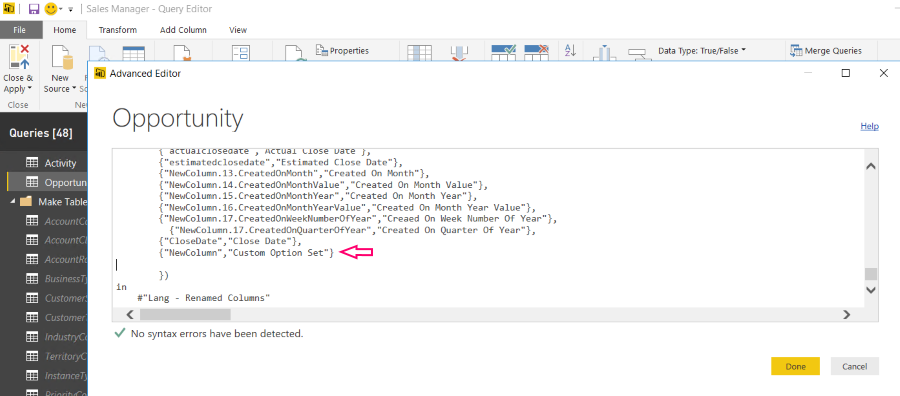 Sales Manager - Query Editor
File Home Transform Add Column View
Properties
Data Type: True/False
Merge Queries
Close &
Apply
New
Source
Close
Advanced Editor
Opportunity
Help
Queries [48]
Activity
Opportun
Make Table
AccountCa
AccountCl
AccountRa
BusinessTy
CustomerS
CustomerT
IndustryCo
TerritoryC
InstanceTy
PriorityCo
{"actualclosedate","Actual Close Date"},
{"estimatedclosedate","Estimated Close Date"},
{"NewColumn.13.CreatedOnMonth","Created On Month"},
{"NewColumn.14.CreatedOnMonthValue","Created On Month Value"},
{"NewColumn.15.CreatedOnMonthYear","Created On Month Year"},
{"NewColumn.16.CreatedOnMonthYearValue","Created On Month Year Value"},
{"NewColumn.17.CreatedOnWeekNumberOfYear","Creaed On Week Number Of Year"},
{"NewColumn.17.CreatedOnQuarterOfYear","Created On Quarter Of Year"},
{"CloseDate","Close Date"},
{"NewColumn","Custom Option Set"}
})
in
#"Lang - Renamed Columns"
No syntax errors have been detected.
Done
Cancel